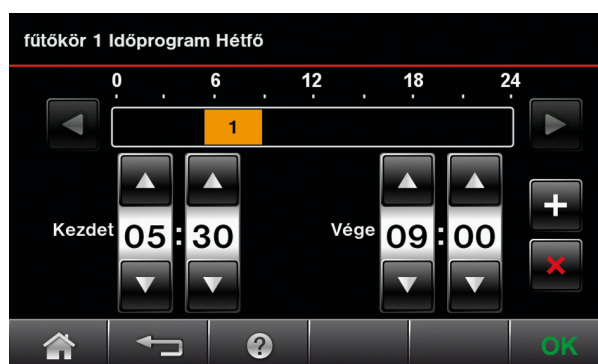 fűtőkör 1 Időprogram Hétfő
0 6 12 18 24
1
Kezdet 05:30 Vége 09:00
?
OK